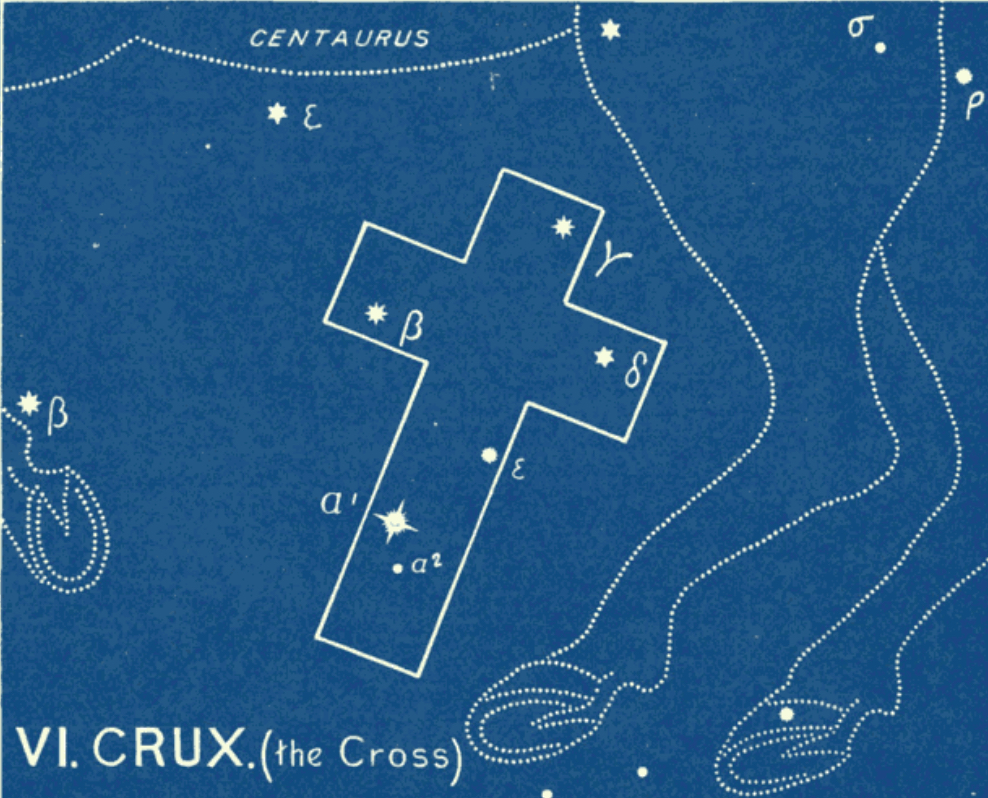 CENTAURUS
σ
ρ
ε
γ
β
δ
β
ε
α¹
α²
VI. CRUX. (the Cross)